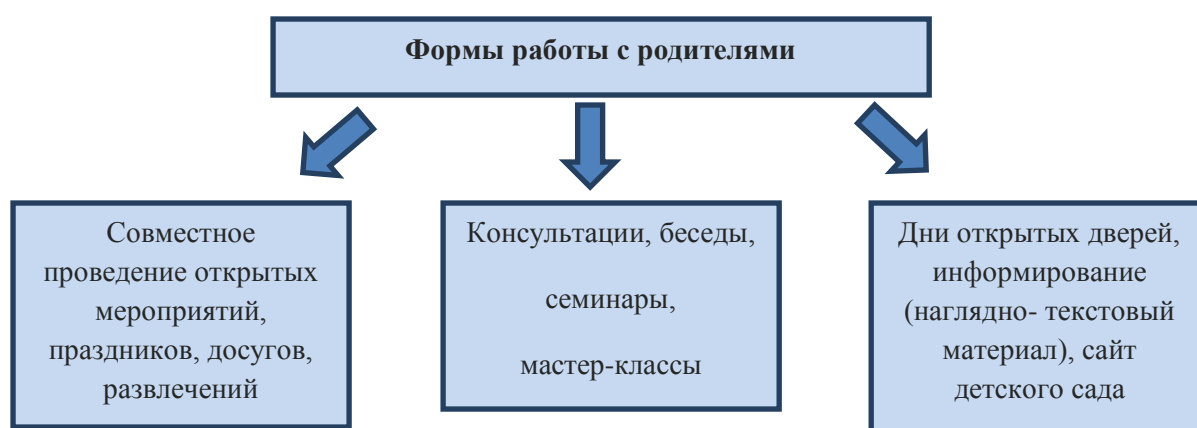 Формы работы с родителями
Совместное
проведение открытых
мероприятий,
праздников, досугов,
развлечений
Консультации, беседы,
семинары,
мастер-классы
Дни открытых дверей,
информирование
(наглядно- текстовый
материал), сайт
детского сада